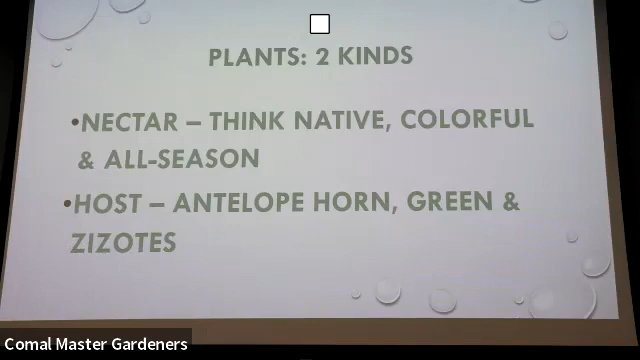 PLANTS: 2 KINDS
•NECTAR – THINK NATIVE, COLORFUL
& ALL-SEASON
•HOST – ANTELOPE HORN, GREEN &
ZIZOTES
Comal Master Gardeners